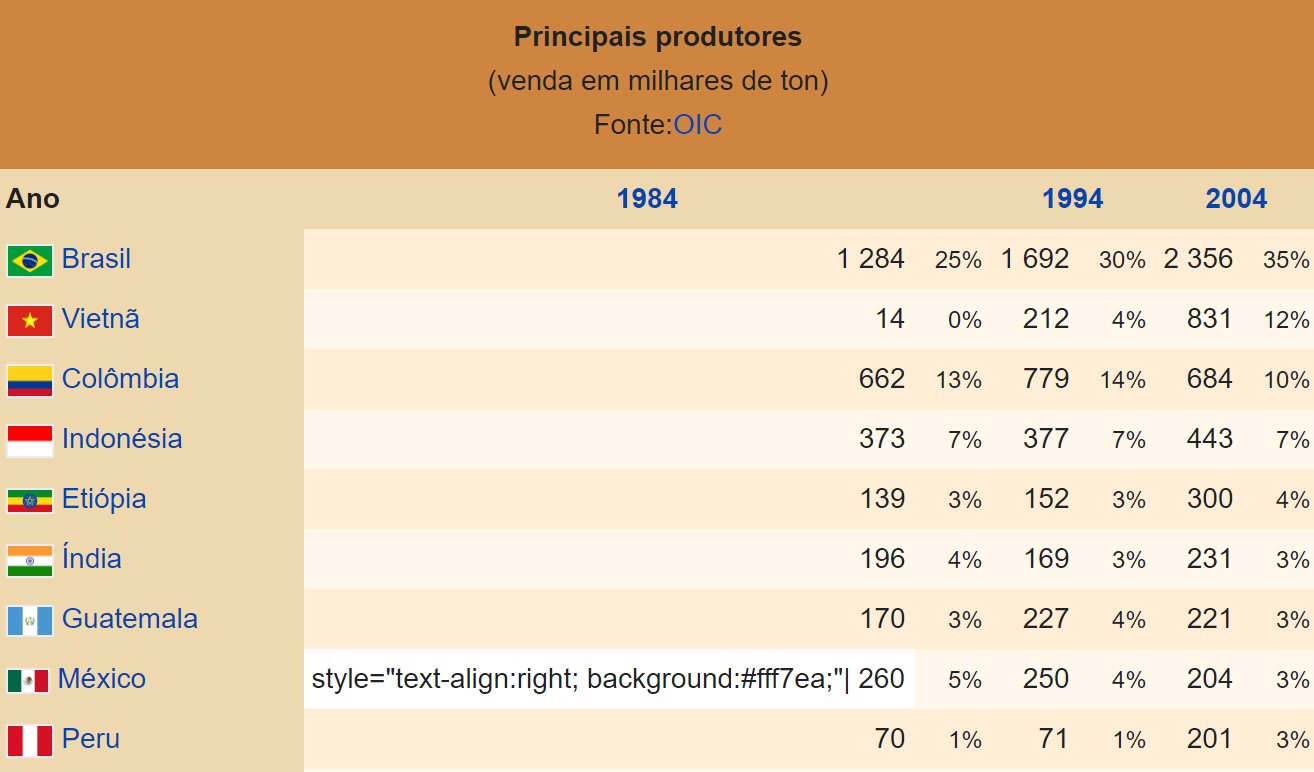 Principais produtores
(venda em milhares de ton)
Fonte:OIC
Ano 1984 1994 2004
Brasil 1 284 25% 1 692 30% 2 356 35%
Vietnã 14 0% 212 4% 831 12%
Colômbia 662 13% 779 14% 684 10%
Indonésia 373 7% 377 7% 443 7%
Etiópia 139 3% 152 3% 300 4%
Índia 196 4% 169 3% 231 3%
Guatemala 170 3% 227 4% 221 3%
México style="text-align:right; background:#fff7ea;"| 260 5% 250 4% 204 3%
Peru 70 1% 71 1% 201 3%